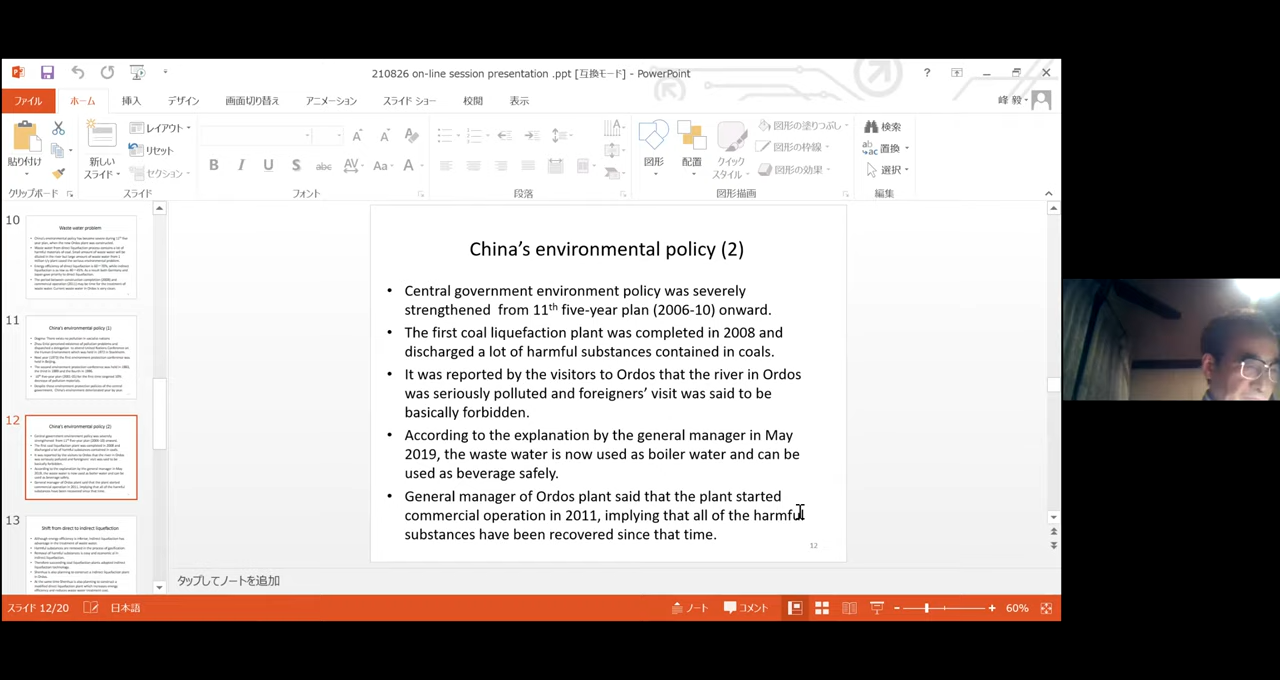 210826 on-line session presentation .ppt [互換モード] - PowerPoint
ファイル ホーム 挿入 デザイン 画面切り替え アニメーション スライド ショー 校閲 表示
峰 毅
貼り付け
新しい
スライド
レイアウト
リセット
セクション
図形
配置
クイック
スタイル
図形の塗りつぶし
図形の枠線
図形の効果
検索
置換
選択
クリップボード スライド フォント 段落 図形描画 編集
10
Waste water problem
11
China's environmental policy (1)
12
China's environmental policy (2)
13
Shift from direct to indirect liquefaction
China's environmental policy (2)
• Central government environment policy was severely
strengthened from 11th five-year plan (2006-10) onward.
• The first coal liquefaction plant was completed in 2008 and
discharged a lot of harmful substances contained in coals.
• It was reported by the visitors to Ordos that the river in Ordos
was seriously polluted and foreigners' visit was said to be
basically forbidden.
• According to the explanation by the general manager in May
2019, the waste water is now used as boiler water and can be
used as beverage safely.
• General manager of Ordos plant said that the plant started
commercial operation in 2011, implying that all of the harmful
substances have been recovered since that time.
12
タップしてノートを追加
スライド 12/20 日本語 ノート コメント 60%